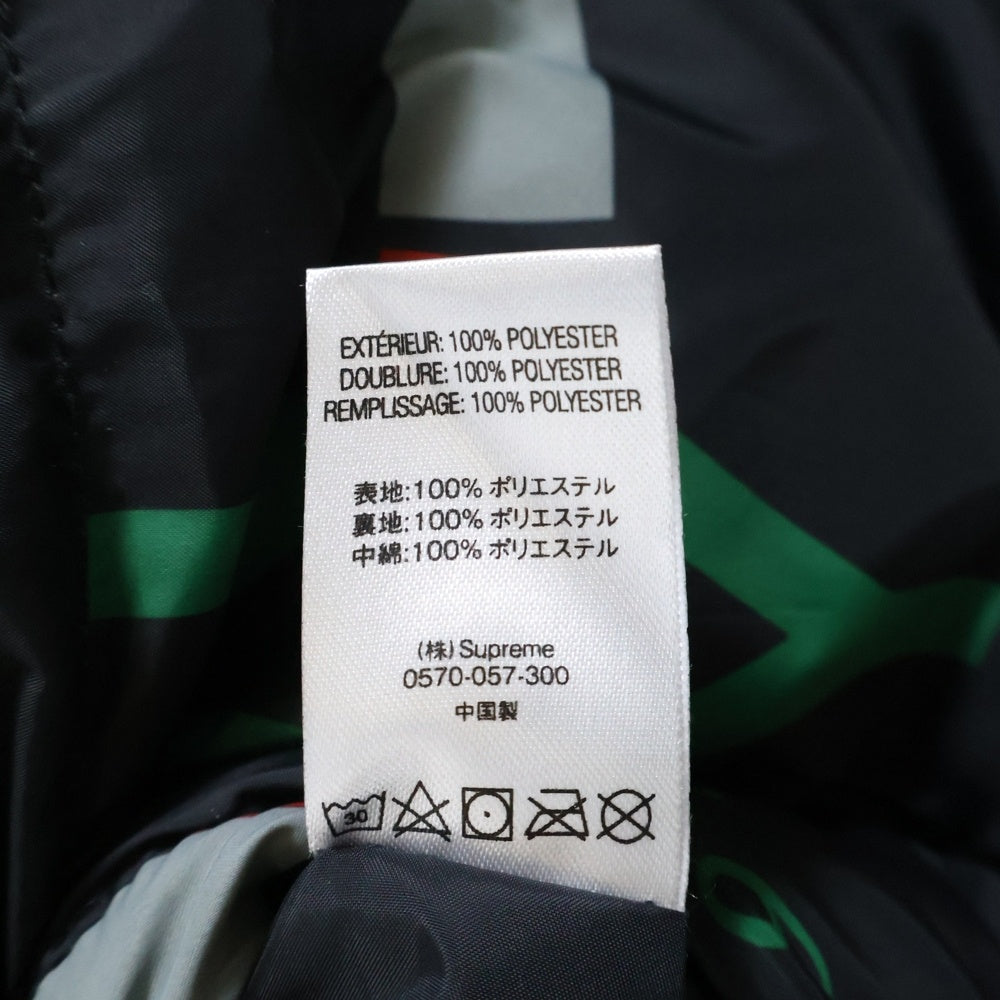 EXTÉRIEUR: 100% POLYESTER
DOUBLURE: 100% POLYESTER
REMPLISSAGE: 100% POLYESTER
表地:100% ポリエステル
裏地:100% ポリエステル
中綿:100% ポリエステル
(株) Supreme
0570-057-300
中国製
30